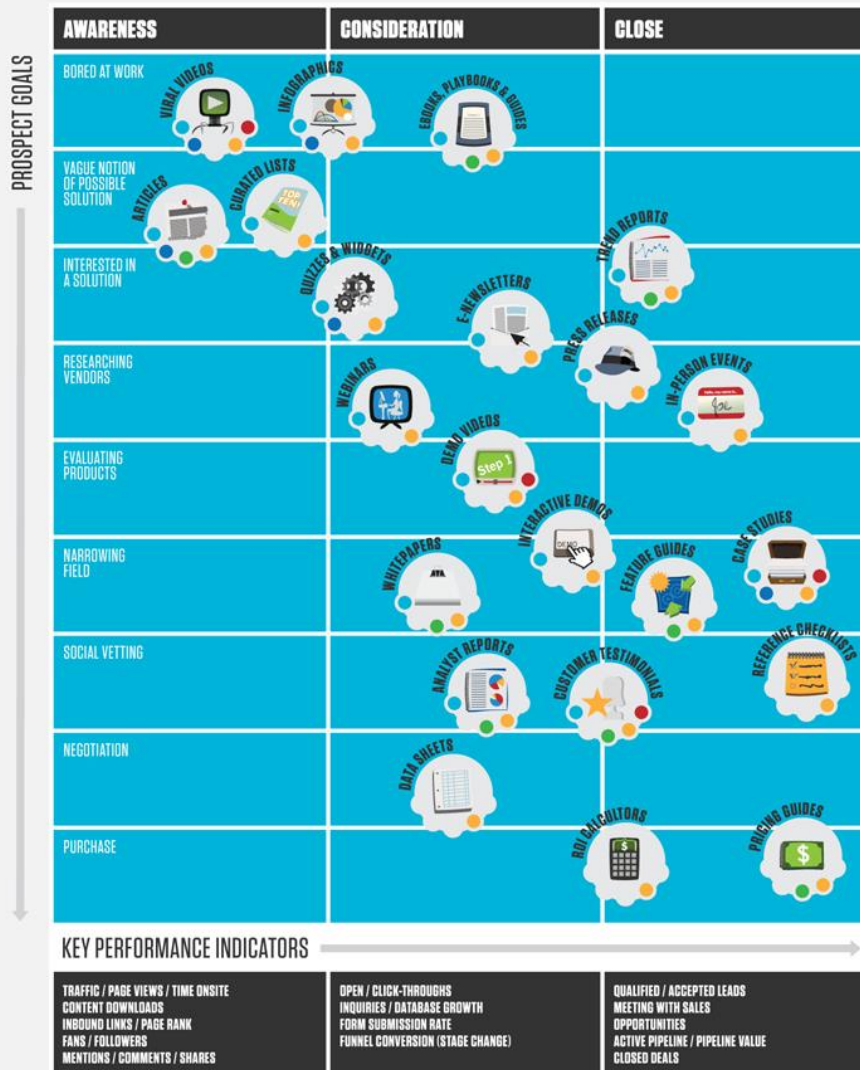 AWARENESS
CONSIDERATION
CLOSE
PROSPECT GOALS
BORED AT WORK
VIRAL VIDEOS
INFOGRAPHICS
EBOOKS, PLAYBOOKS & GUIDES
VAGUE NOTION
OF POSSIBLE
SOLUTION
ARTICLES
CURATED LISTS
TOP
TEN!
TREND REPORTS
INTERESTED IN
A SOLUTION
QUIZZES & WIDGETS
E-NEWSLETTERS
PRESS RELEASES
RESEARCHING
VENDORS
WEBINARS
IN-PERSON EVENTS
Joe
DEMO VIDEOS
EVALUATING
PRODUCTS
Step 1
INTERACTIVE DEMOS
DEMO
NARROWING
FIELD
WHITEPAPERS
FEATURE GUIDES
CASE STUDIES
SOCIAL VETTING
ANALYST REPORTS
CUSTOMER TESTIMONIALS
REFERENCE CHECKLISTS
NEGOTIATION
DATA SHEETS
PURCHASE
ROI CALCULTORS
$
PRICING GUIDES
$
KEY PERFORMANCE INDICATORS
TRAFFIC / PAGE VIEWS / TIME ONSITE
CONTENT DOWNLOADS
INBOUND LINKS / PAGE RANK
FANS / FOLLOWERS
MENTIONS / COMMENTS / SHARES
OPEN / CLICK-THROUGHS
INQUIRIES / DATABASE GROWTH
FORM SUBMISSION RATE
FUNNEL CONVERSION (STAGE CHANGE)
QUALIFIED / ACCEPTED LEADS
MEETING WITH SALES
OPPORTUNITIES
ACTIVE PIPELINE / PIPELINE VALUE
CLOSED DEALS